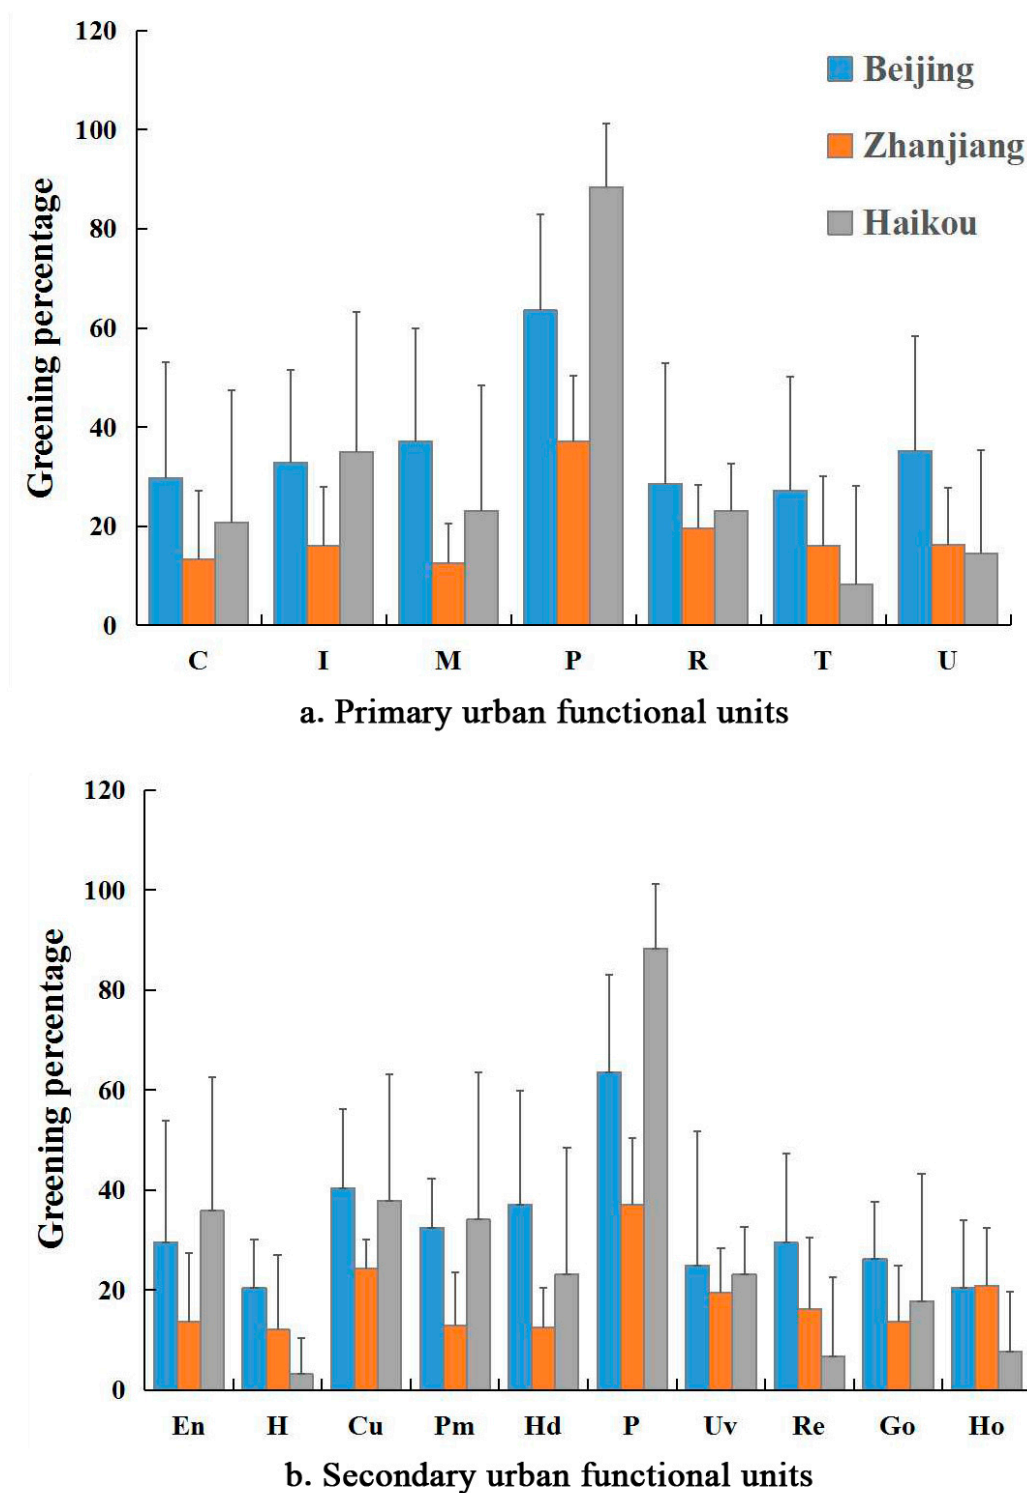 120
100
80
60
40
20
0
Greening percentage
Beijing
Zhanjiang
Haikou
C I M P R T U
a. Primary urban functional units
120
100
80
60
40
20
0
Greening percentage
En H Cu Pm Hd P Uv Re Go Ho
b. Secondary urban functional units